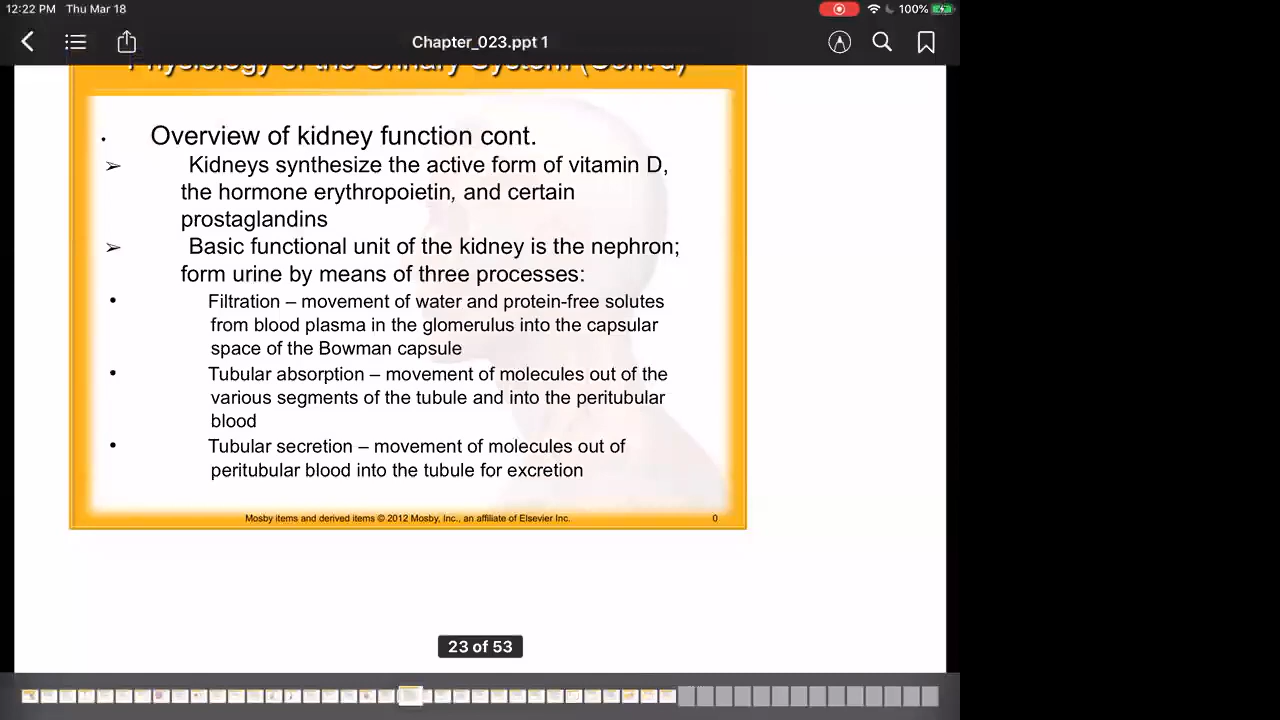 12:22 PM Thu Mar 18
100%
Chapter_023.ppt 1
Physiology of the Urinary System (Cont'd)
• Overview of kidney function cont.
➢ Kidneys synthesize the active form of vitamin D,
the hormone erythropoietin, and certain
prostaglandins
➢ Basic functional unit of the kidney is the nephron;
form urine by means of three processes:
• Filtration – movement of water and protein-free solutes
from blood plasma in the glomerulus into the capsular
space of the Bowman capsule
• Tubular absorption – movement of molecules out of the
various segments of the tubule and into the peritubular
blood
• Tubular secretion – movement of molecules out of
peritubular blood into the tubule for excretion
Mosby items and derived items © 2012 Mosby, Inc., an affiliate of Elsevier Inc. 0
23 of 53